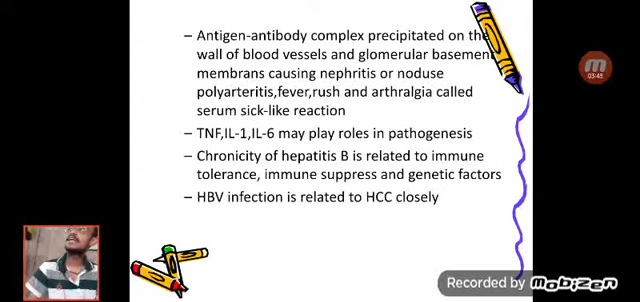 – Antigen-antibody complex precipitated on the
wall of blood vessels and glomerular basement
membrans causing nephritis or noduse
polyarteritis,fever,rush and arthralgia called
serum sick-like reaction
– TNF,IL-1,IL-6 may play roles in pathogenesis
– Chronicity of hepatitis B is related to immune
tolerance, immune suppress and genetic factors
– HBV infection is related to HCC closely
M
03:45
Recorded by mobizen